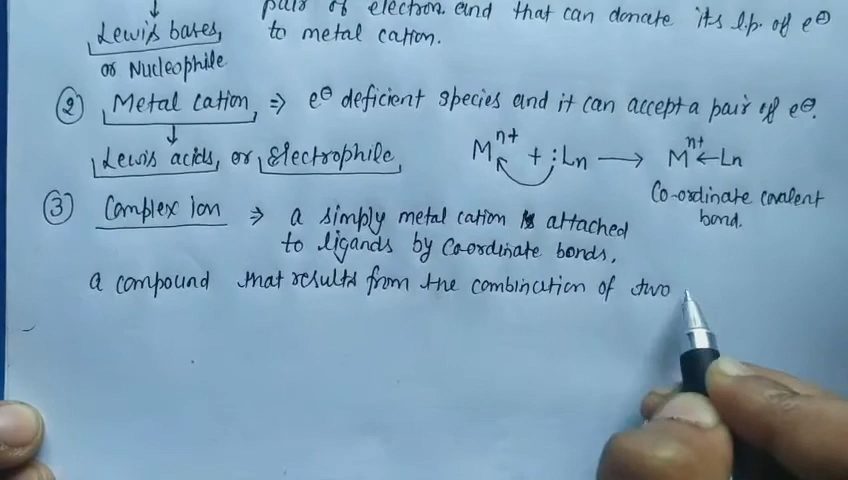 pair of electron and that can donate its l.p. of e⊖
Lewis bases, to metal cation.
or Nucleophile
② Metal cation, ⇒ e⊖ deficient species and it can accept a pair of e⊖.
Lewis acids, or Electrophile
Mⁿ⁺ + :Ln → Mⁿ⁺←Ln
Co-ordinate covalent
bond.
③ Complex ion ⇒ a simply metal cation is attached
to ligands by co-ordinate bonds,
a compound that results from the combination of two